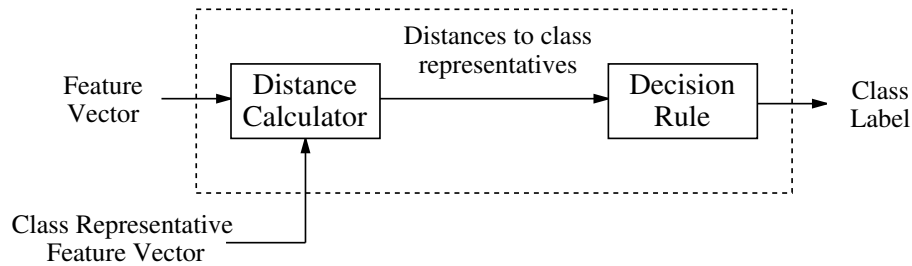 Distances to class
representatives
Feature
Vector
Distance
Calculator
Decision
Rule
Class
Label
Class Representative
Feature Vector